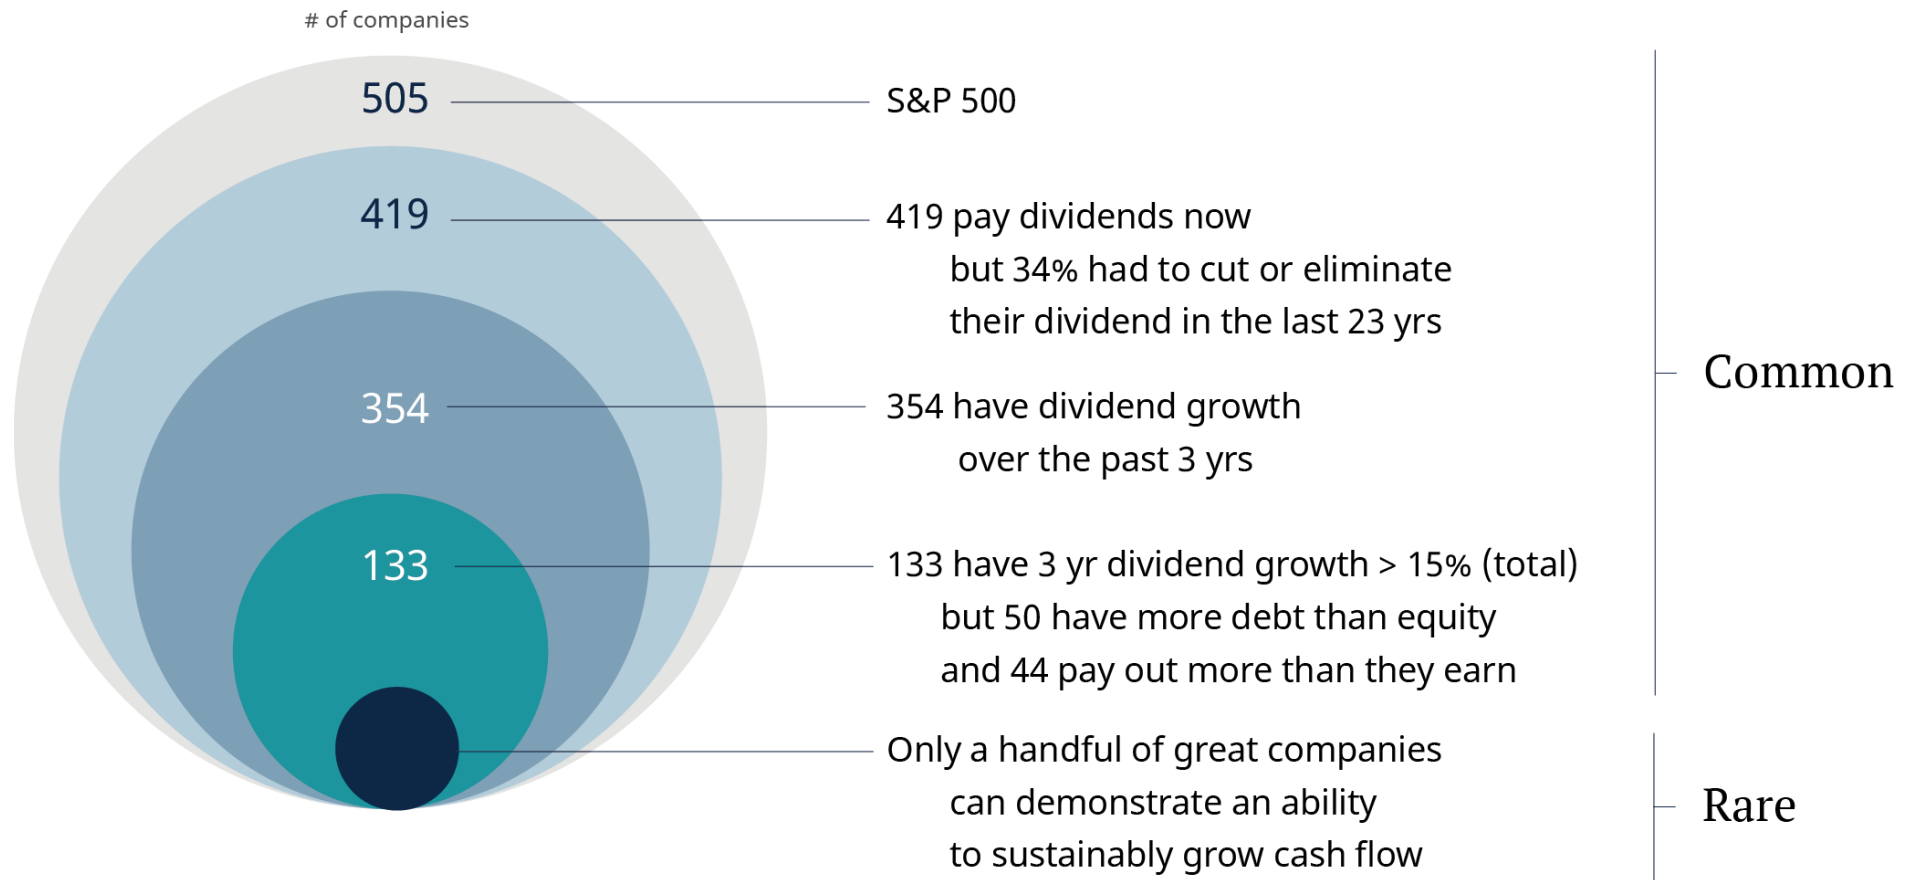 # of companies
505
S&P 500
419
419 pay dividends now
but 34% had to cut or eliminate
their dividend in the last 23 yrs
Common
354
354 have dividend growth
over the past 3 yrs
133
133 have 3 yr dividend growth > 15% (total)
but 50 have more debt than equity
and 44 pay out more than they earn
Only a handful of great companies
can demonstrate an ability
to sustainably grow cash flow
Rare